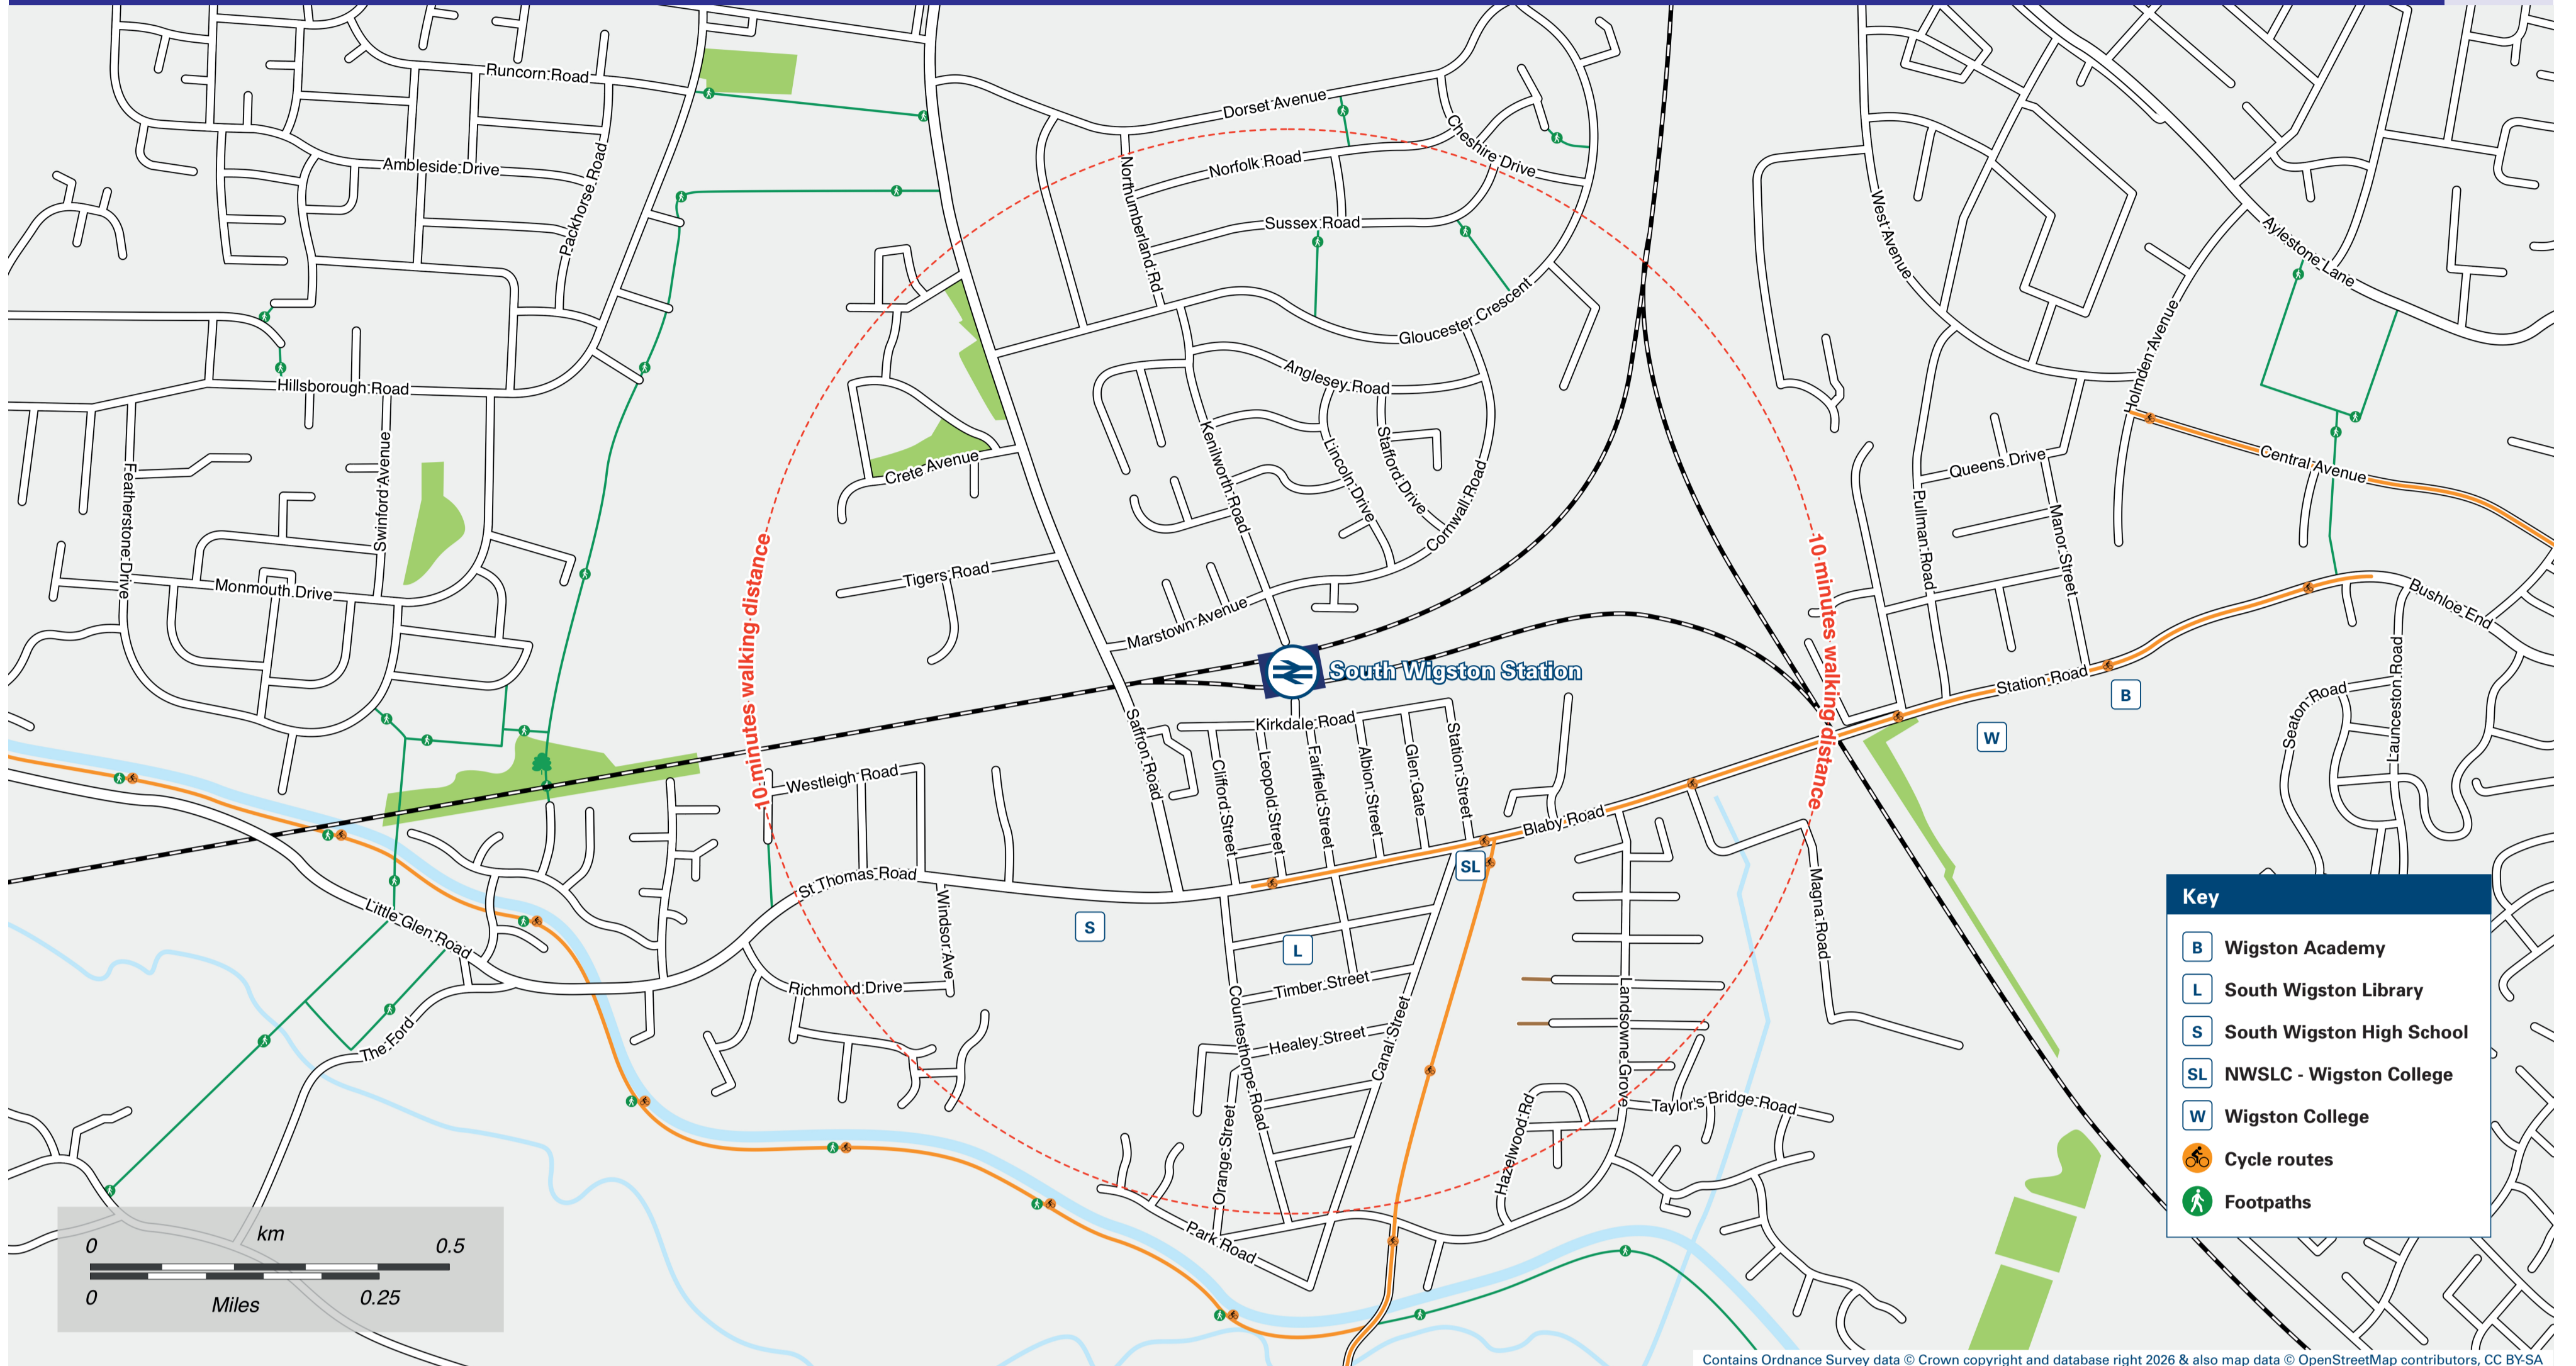 Runcorn Road
Dorset Avenue
Cheshire Drive
Norfolk Road
Ambleside Drive
Packhorse Road
Northumberland Rd
Sussex Road
West Avenue
Aylestone Lane
Gloucester Crescent
Holmden Avenue
Hillsborough Road
Anglesey Road
Featherstone Drive
Swinford Avenue
Crete Avenue
Kenilworth Road
Lincoln Drive
Stafford Drive
Cornwall Road
Queens Drive
Central Avenue
Pullman Road
Manor Street
Monmouth Drive
Tigers Road
10 minutes walking distance
10 minutes walking distance
Marstown Avenue
Bushloe End
South Wigston Station
Station Road
B
W
Seaton Road
Launceston Road
Saffron Road
Kirkdale Road
Clifford Street
Leopold Street
Fairfield Street
Albion Street
Glen Gate
Station Street
Westleigh Road
Blaby Road
SL
St Thomas Road
Windsor Ave
Magna Road
Little Glen Road
S
L
Richmond Drive
Timber Street
Countesthorpe Road
Landsowne Grove
The Ford
Healey Street
Canal Street
Orange Street
Hazelwood Rd
Taylor's Bridge Road
Park Road
Key
B Wigston Academy
L South Wigston Library
S South Wigston High School
SL NWSLC - Wigston College
W Wigston College
Cycle routes
Footpaths
km
0 0.5
0 0.25
Miles
Contains Ordnance Survey data © Crown copyright and database right 2026 & also map data © OpenStreetMap contributors, CC BY-SA